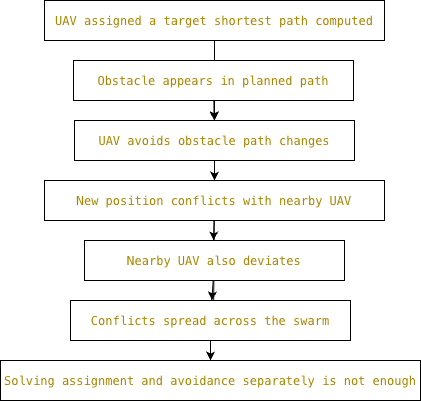 UAV assigned a target shortest path computed
Obstacle appears in planned path
UAV avoids obstacle path changes
New position conflicts with nearby UAV
Nearby UAV also deviates
Conflicts spread across the swarm
Solving assignment and avoidance separately is not enough